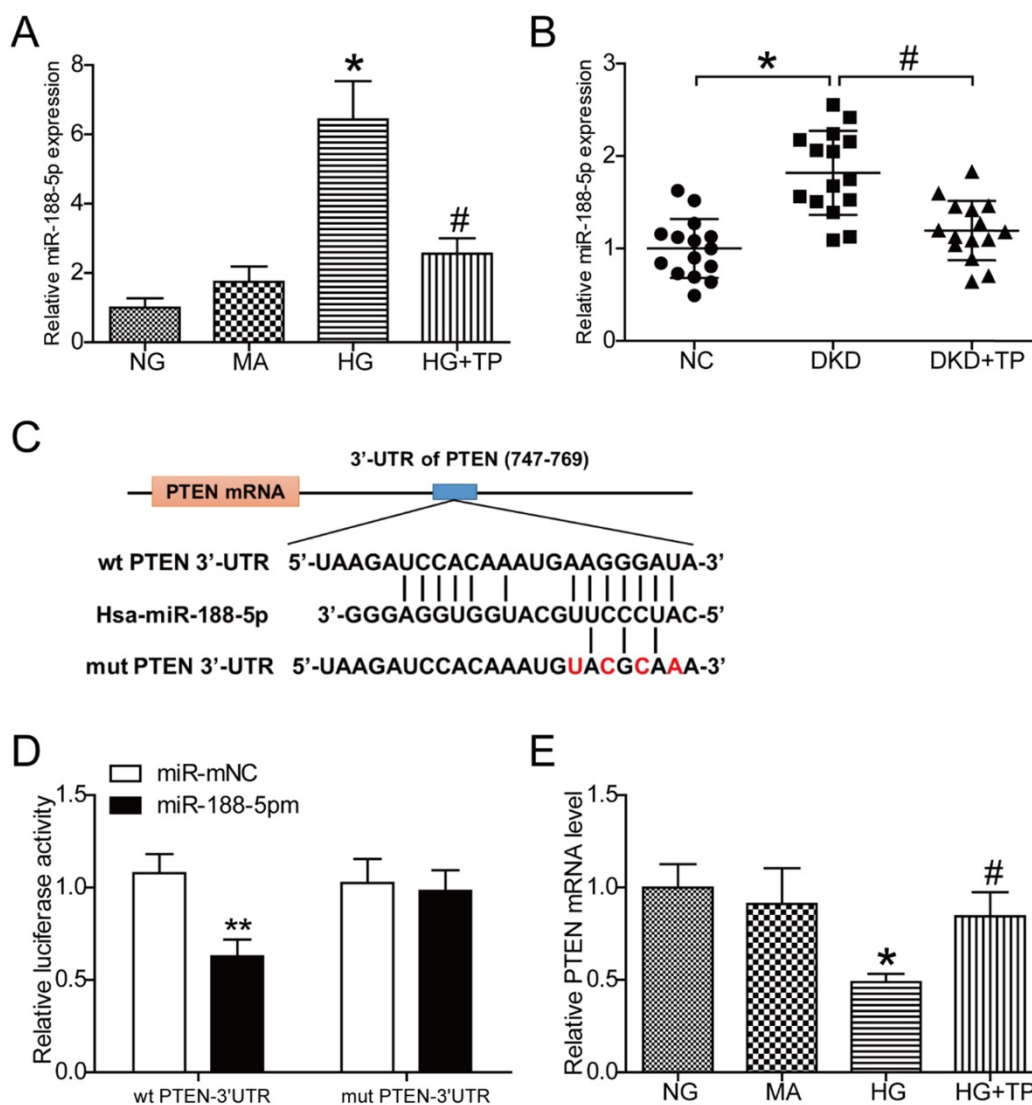 A
Relative miR-188-5p expression
8
6
4
2
0
*
#
NG MA HG HG+TP
B
Relative miR-188-5p expression
3
2
1
0
* #
NC DKD DKD+TP
C
3'-UTR of PTEN (747-769)
PTEN mRNA
wt PTEN 3'-UTR 5'-UAAGAUCCACAAAUGAAGGGAUA-3'
Hsa-miR-188-5p 3'-GGGAGGUGGUACGUUCCCUAC-5'
mut PTEN 3'-UTR 5'-UAAGAUCCACAAAUGUACGCAAA-3'
D
miR-mNC
miR-188-5pm
Relative luciferase activity
1.5
1.0
0.5
0.0
**
wt PTEN-3'UTR mut PTEN-3'UTR
E
Relative PTEN mRNA level
1.5
1.0
0.5
0.0
*
#
NG MA HG HG+TP